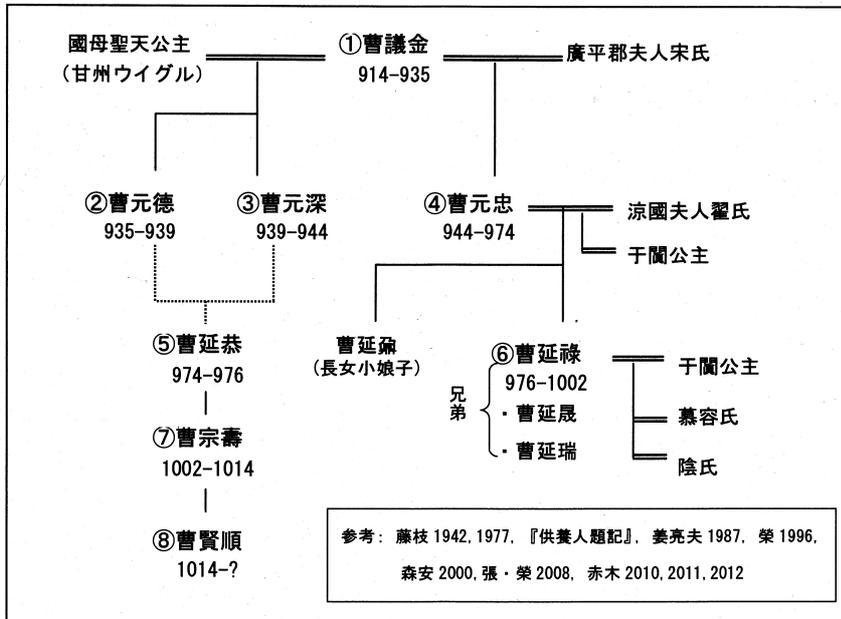 國母聖天公主
(甘州ウイグル)
①曹議金
914-935
廣平郡夫人宋氏
②曹元德
935-939
③曹元深
939-944
④曹元忠
944-974
涼國夫人翟氏
于闐公主
⑤曹延恭
974-976
曹延鼐
(長女小娘子)
⑥曹延祿
976-1002
兄弟
・曹延晟
・曹延瑞
于闐公主
慕容氏
陰氏
⑦曹宗壽
1002-1014
⑧曹賢順
1014-?
参考: 藤枝 1942, 1977, 『供養人題記』, 姜亮夫 1987, 榮 1996,
森安 2000, 張・榮 2008, 赤木 2010, 2011, 2012